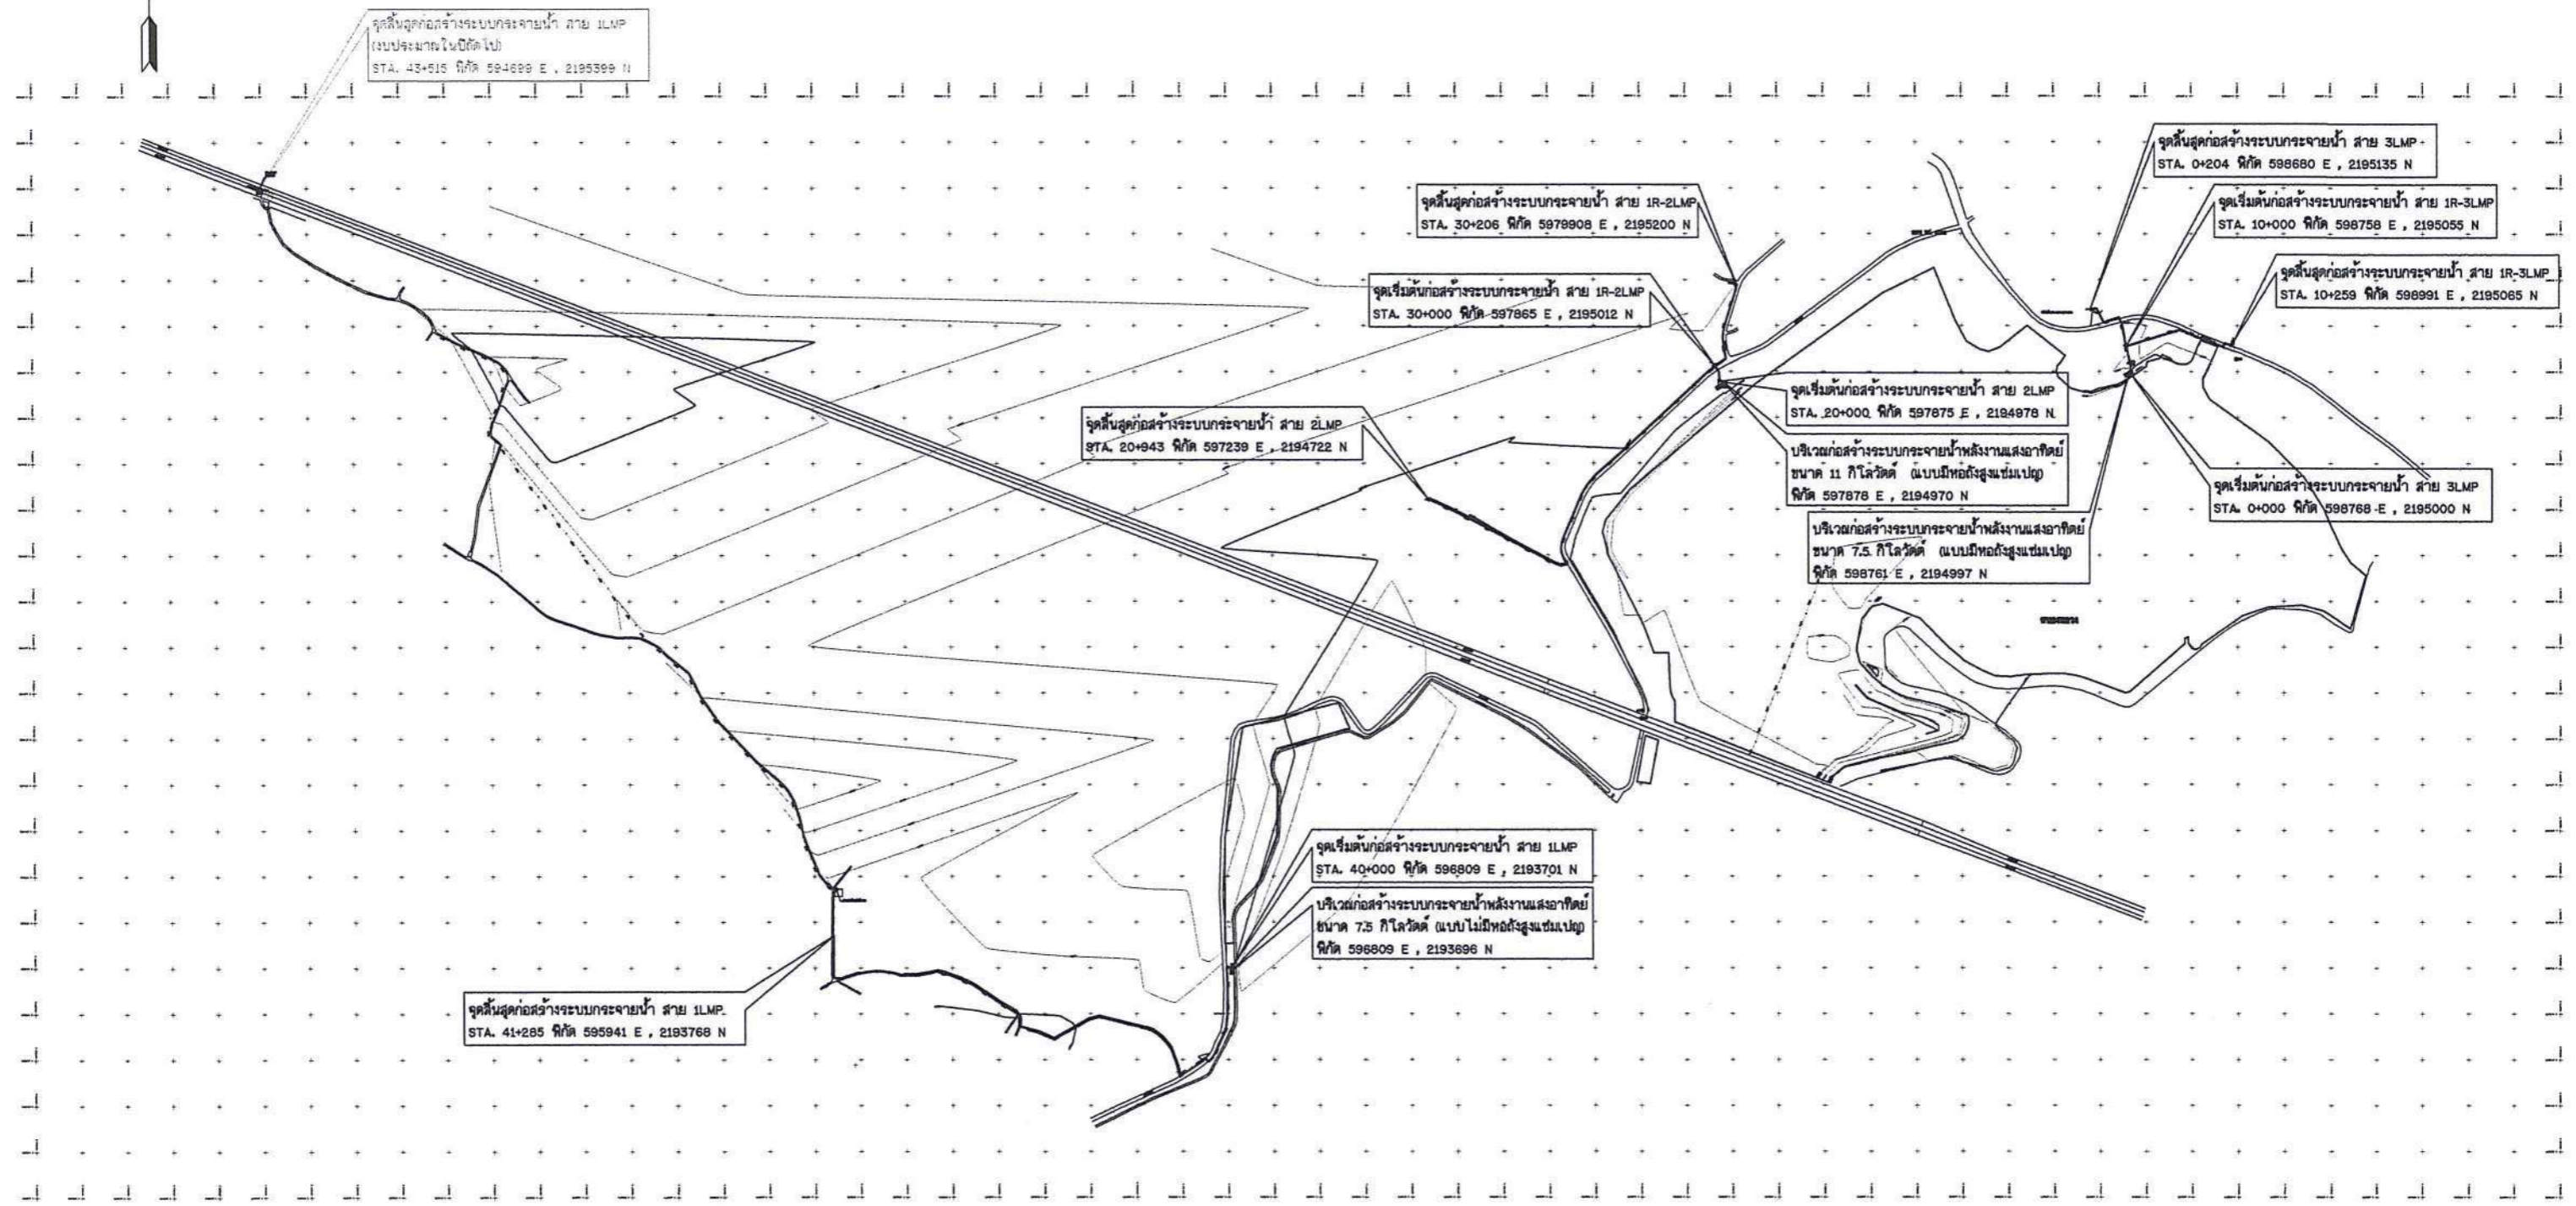 จุดสิ้นสุดก่อสร้างระบบกระจายน้ำ สาย 1LMP
(งบประมาณในปีถัดไป)
STA. 43+515 พิกัด 594699 E , 2195399 N
จุดสิ้นสุดก่อสร้างระบบกระจายน้ำ สาย 3LMP
STA. 0+204 พิกัด 598680 E , 2195135 N
จุดสิ้นสุดก่อสร้างระบบกระจายน้ำ สาย 1R-2LMP
STA. 30+206 พิกัด 5979908 E , 2195200 N
จุดเริ่มต้นก่อสร้างระบบกระจายน้ำ สาย 1R-3LMP
STA. 10+000 พิกัด 598758 E , 2195055 N
จุดสิ้นสุดก่อสร้างระบบกระจายน้ำ สาย 1R-3LMP
STA. 10+259 พิกัด 598991 E , 2195065 N
จุดเริ่มต้นก่อสร้างระบบกระจายน้ำ สาย 1R-2LMP
STA. 30+000 พิกัด 597865 E , 2195012 N
จุดเริ่มต้นก่อสร้างระบบกระจายน้ำ สาย 2LMP
STA. 20+000 พิกัด 597875 E , 2194978 N
จุดสิ้นสุดก่อสร้างระบบกระจายน้ำ สาย 2LMP
STA. 20+943 พิกัด 597239 E , 2194722 N
บริเวณก่อสร้างระบบกระจายน้ำพลังงานแสงอาทิตย์
ขนาด 11 กิโลวัตต์ (แบบมีหอถังสูงแชมเปญ)
พิกัด 597878 E , 2194970 N
จุดเริ่มต้นก่อสร้างระบบกระจายน้ำ สาย 3LMP
STA. 0+000 พิกัด 598768 E , 2195000 N
บริเวณก่อสร้างระบบกระจายน้ำพลังงานแสงอาทิตย์
ขนาด 7.5 กิโลวัตต์ (แบบมีหอถังสูงแชมเปญ)
พิกัด 598761 E , 2194997 N
จุดเริ่มต้นก่อสร้างระบบกระจายน้ำ สาย 1LMP
STA. 40+000 พิกัด 596809 E , 2193701 N
บริเวณก่อสร้างระบบกระจายน้ำพลังงานแสงอาทิตย์
ขนาด 7.5 กิโลวัตต์ (แบบไม่มีหอถังสูงแชมเปญ)
พิกัด 596809 E , 2193696 N
จุดสิ้นสุดก่อสร้างระบบกระจายน้ำ สาย 1LMP
STA. 41+285 พิกัด 595941 E , 2193768 N